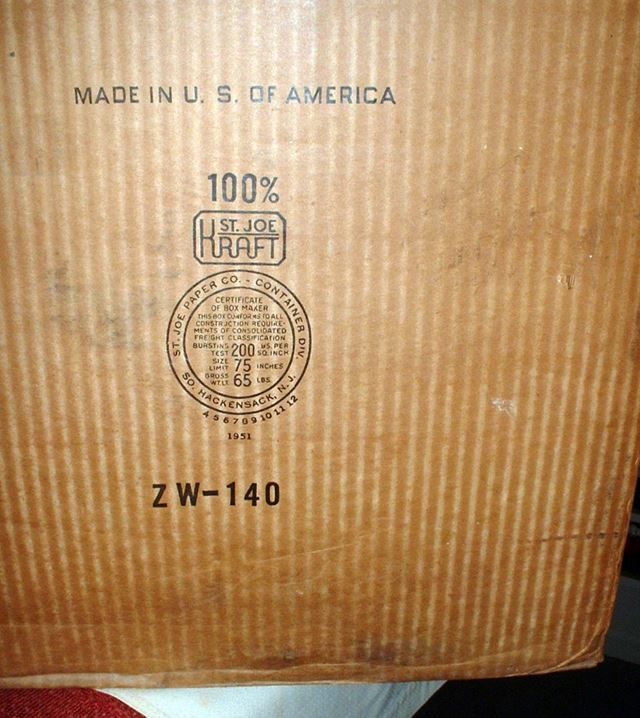 MADE IN U. S. OF AMERICA
100%
ST. JOE
KRAFT
ST. JOE PAPER CO. - CONTAINER DIV.
SO. HACKENSACK, N. J.
CERTIFICATE
OF BOX MAKER
THIS BOX CONFORMS TO ALL
CONSTRUCTION REQUIRE-
MENTS OF CONSOLIDATED
FREIGHT CLASSIFICATION
BURSTING TEST 200 LBS. PER SQ. INCH
SIZE LIMIT 75 INCHES
GROSS WT. LT. 65 LBS.
4 5 6 7 8 9 10 11 12
1951
ZW-140